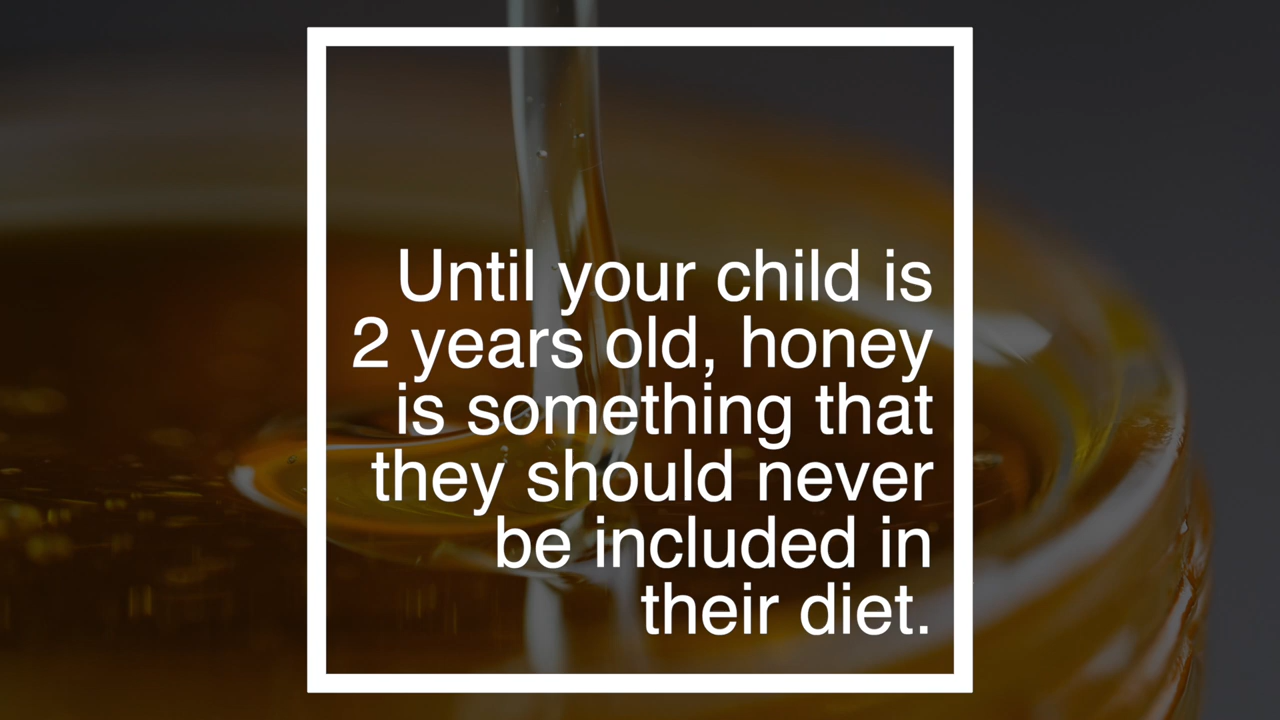 Until your child is
2 years old, honey
is something that
they should never
be included in
their diet.